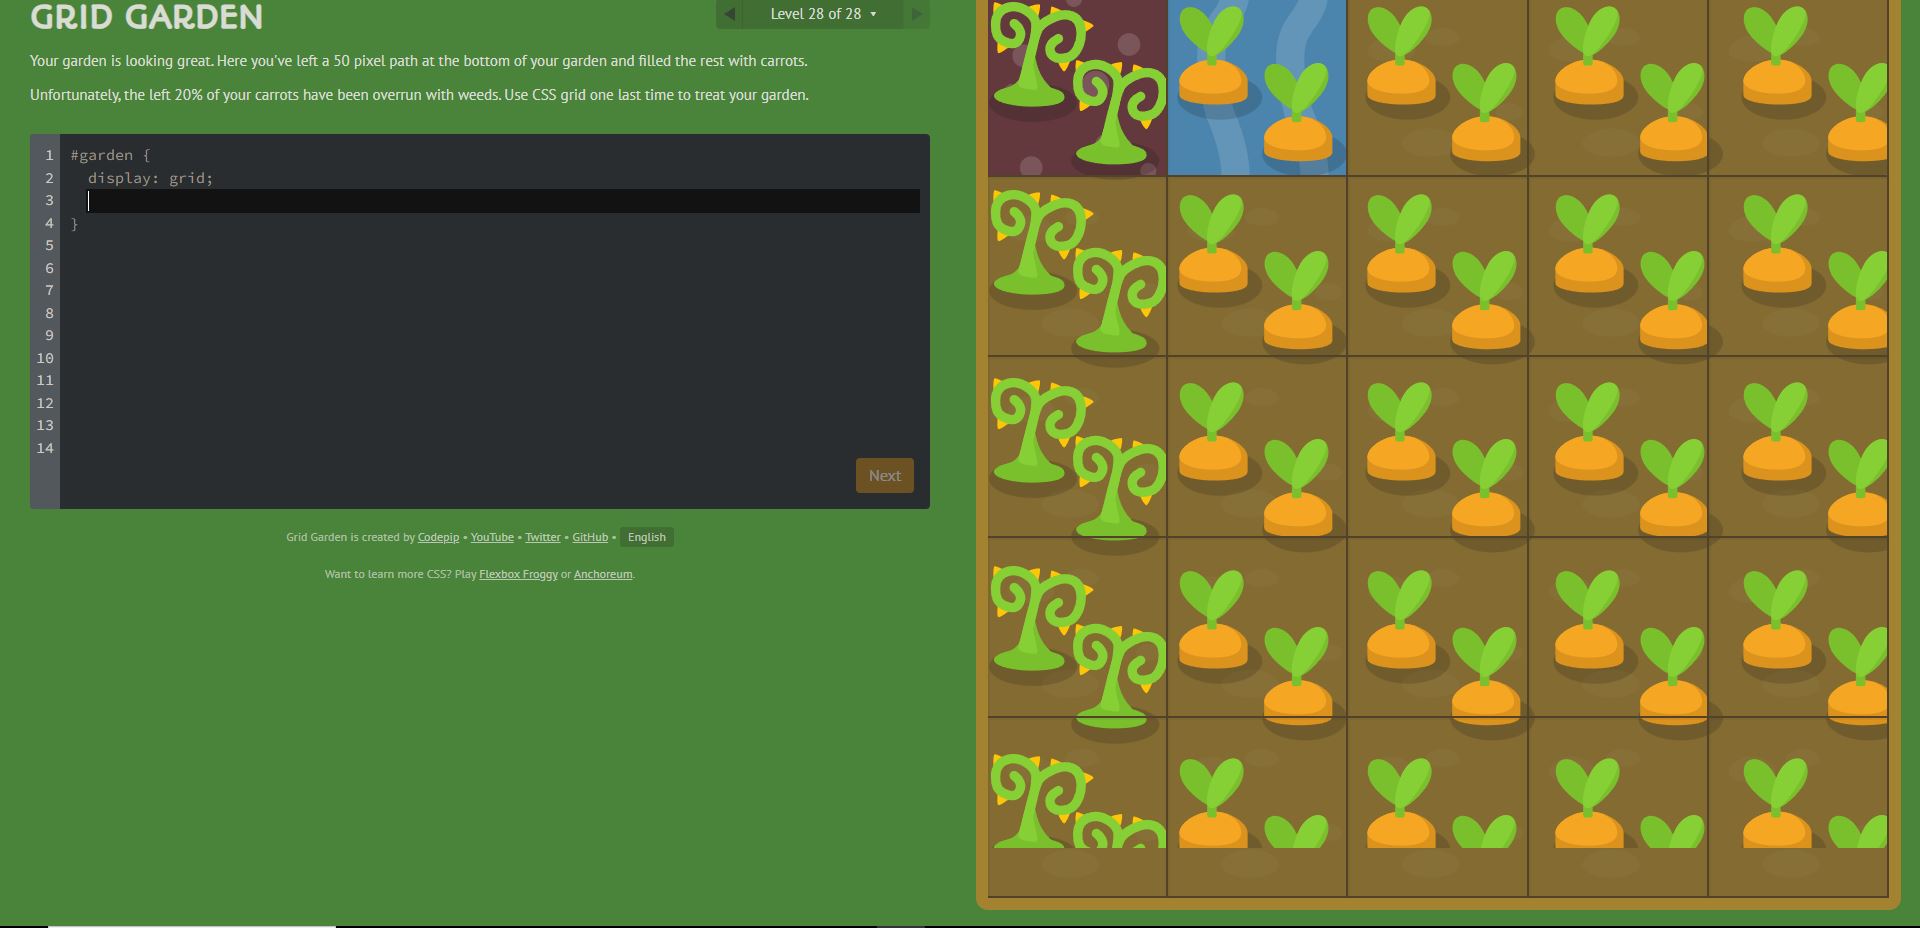 GRID GARDEN
Level 28 of 28
Your garden is looking great. Here you've left a 50 pixel path at the bottom of your garden and filled the rest with carrots.
Unfortunately, the left 20% of your carrots have been overrun with weeds. Use CSS grid one last time to treat your garden.
1 #garden {
2 display: grid;
3
4 }
5
6
7
8
9
10
11
12
13
14
Next
Grid Garden is created by Codepip • YouTube • Twitter • GitHub • English
Want to learn more CSS? Play Flexbox Froggy or Anchoreum.